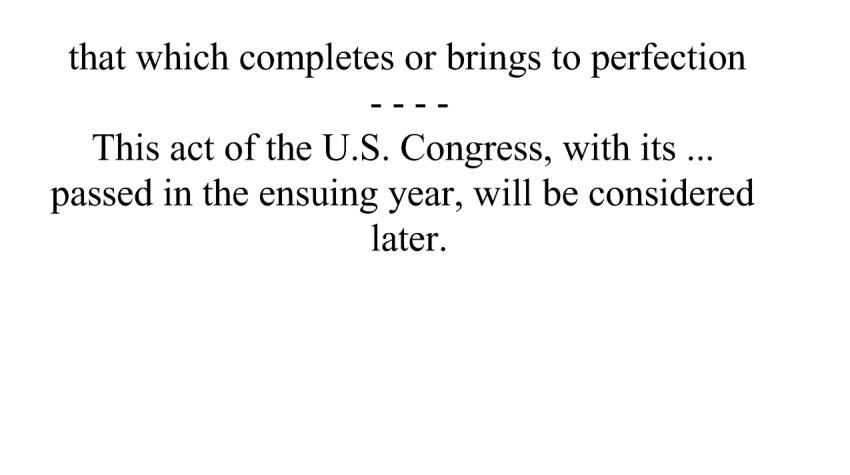 that which completes or brings to perfection
- - - -
This act of the U.S. Congress, with its ...
passed in the ensuing year, will be considered
later.